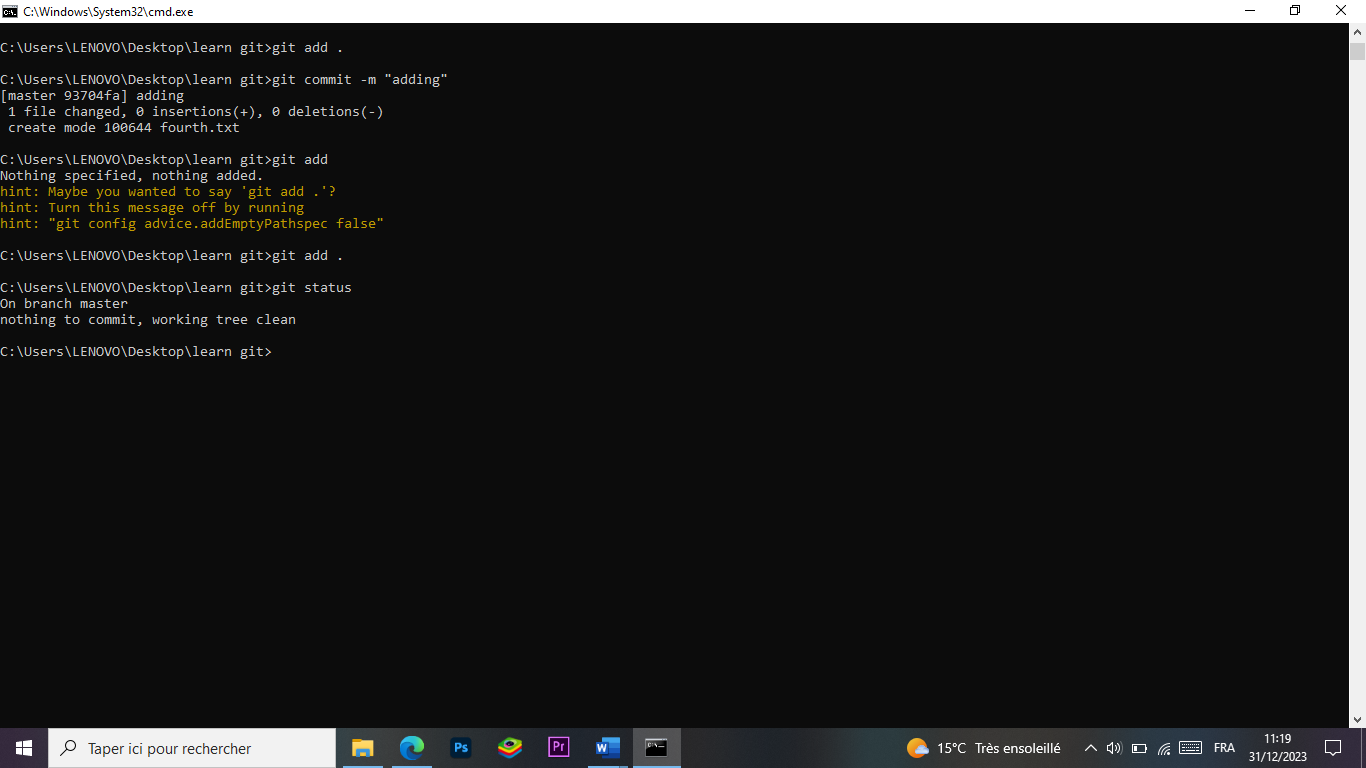 C:\Windows\System32\cmd.exe
C:\Users\LENOVO\Desktop\learn git>git add .
C:\Users\LENOVO\Desktop\learn git>git commit -m "adding"
[master 93704fa] adding
 1 file changed, 0 insertions(+), 0 deletions(-)
 create mode 100644 fourth.txt
C:\Users\LENOVO\Desktop\learn git>git add
Nothing specified, nothing added.
hint: Maybe you wanted to say 'git add .'?
hint: Turn this message off by running
hint: "git config advice.addEmptyPathspec false"
C:\Users\LENOVO\Desktop\learn git>git add .
C:\Users\LENOVO\Desktop\learn git>git status
On branch master
nothing to commit, working tree clean
C:\Users\LENOVO\Desktop\learn git>
Taper ici pour rechercher
Ps
Pr
W
15°C Très ensoleillé
FRA
11:19
31/12/2023